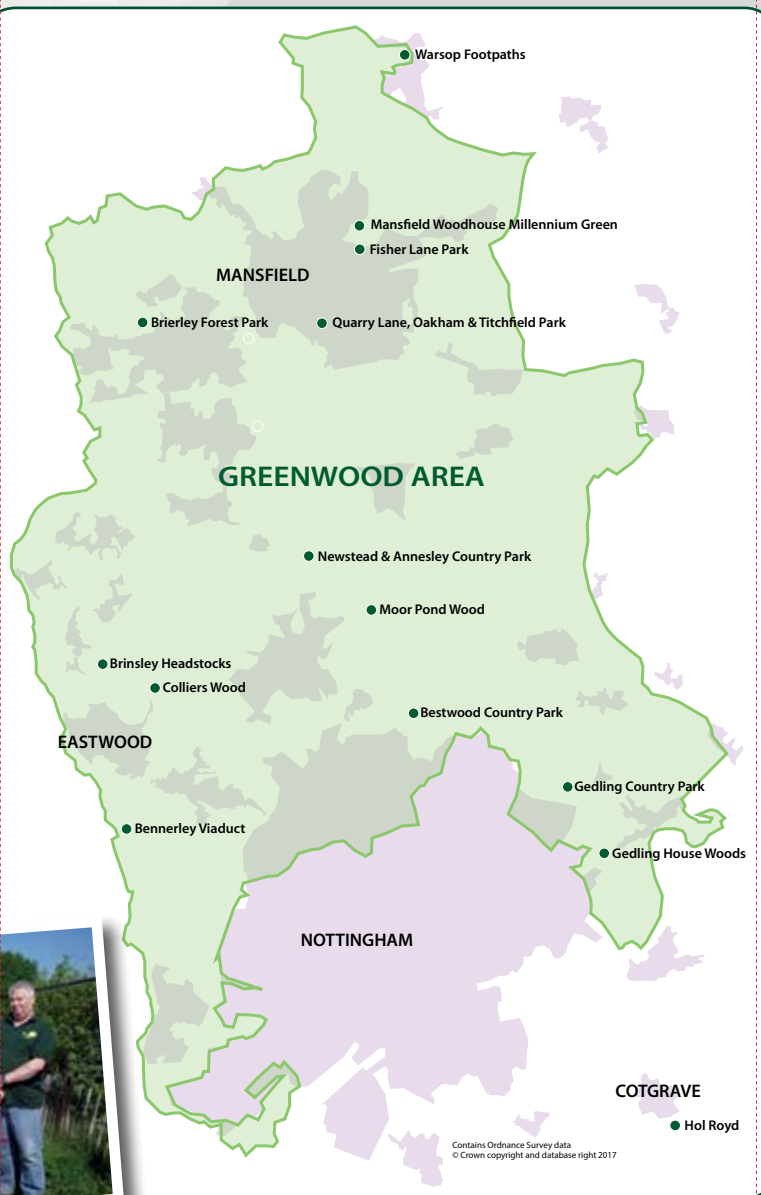 Warsop Footpaths
Mansfield Woodhouse Millennium Green
Fisher Lane Park
MANSFIELD
Brierley Forest Park
Quarry Lane, Oakham & Titchfield Park
GREENWOOD AREA
Newstead & Annesley Country Park
Moor Pond Wood
Brinsley Headstocks
Colliers Wood
Bestwood Country Park
EASTWOOD
Gedling Country Park
Bennerley Viaduct
Gedling House Woods
NOTTINGHAM
COTGRAVE
Hol Royd
Contains Ordnance Survey data
© Crown copyright and database right 2017